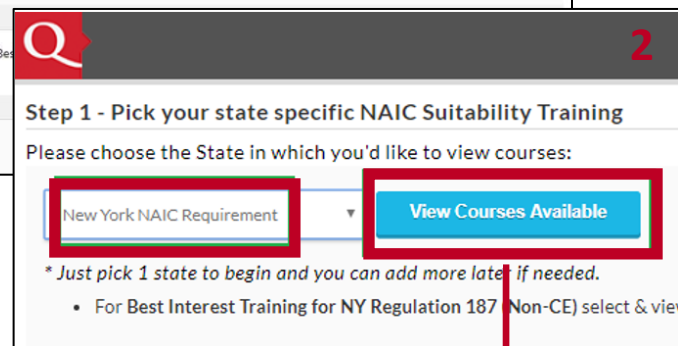 Q
2
Step 1 - Pick your state specific NAIC Suitability Training
Please choose the State in which you'd like to view courses:
New York NAIC Requirement
View Courses Available
* Just pick 1 state to begin and you can add more later if needed.
• For Best Interest Training for NY Regulation 187 (Non-CE) select &